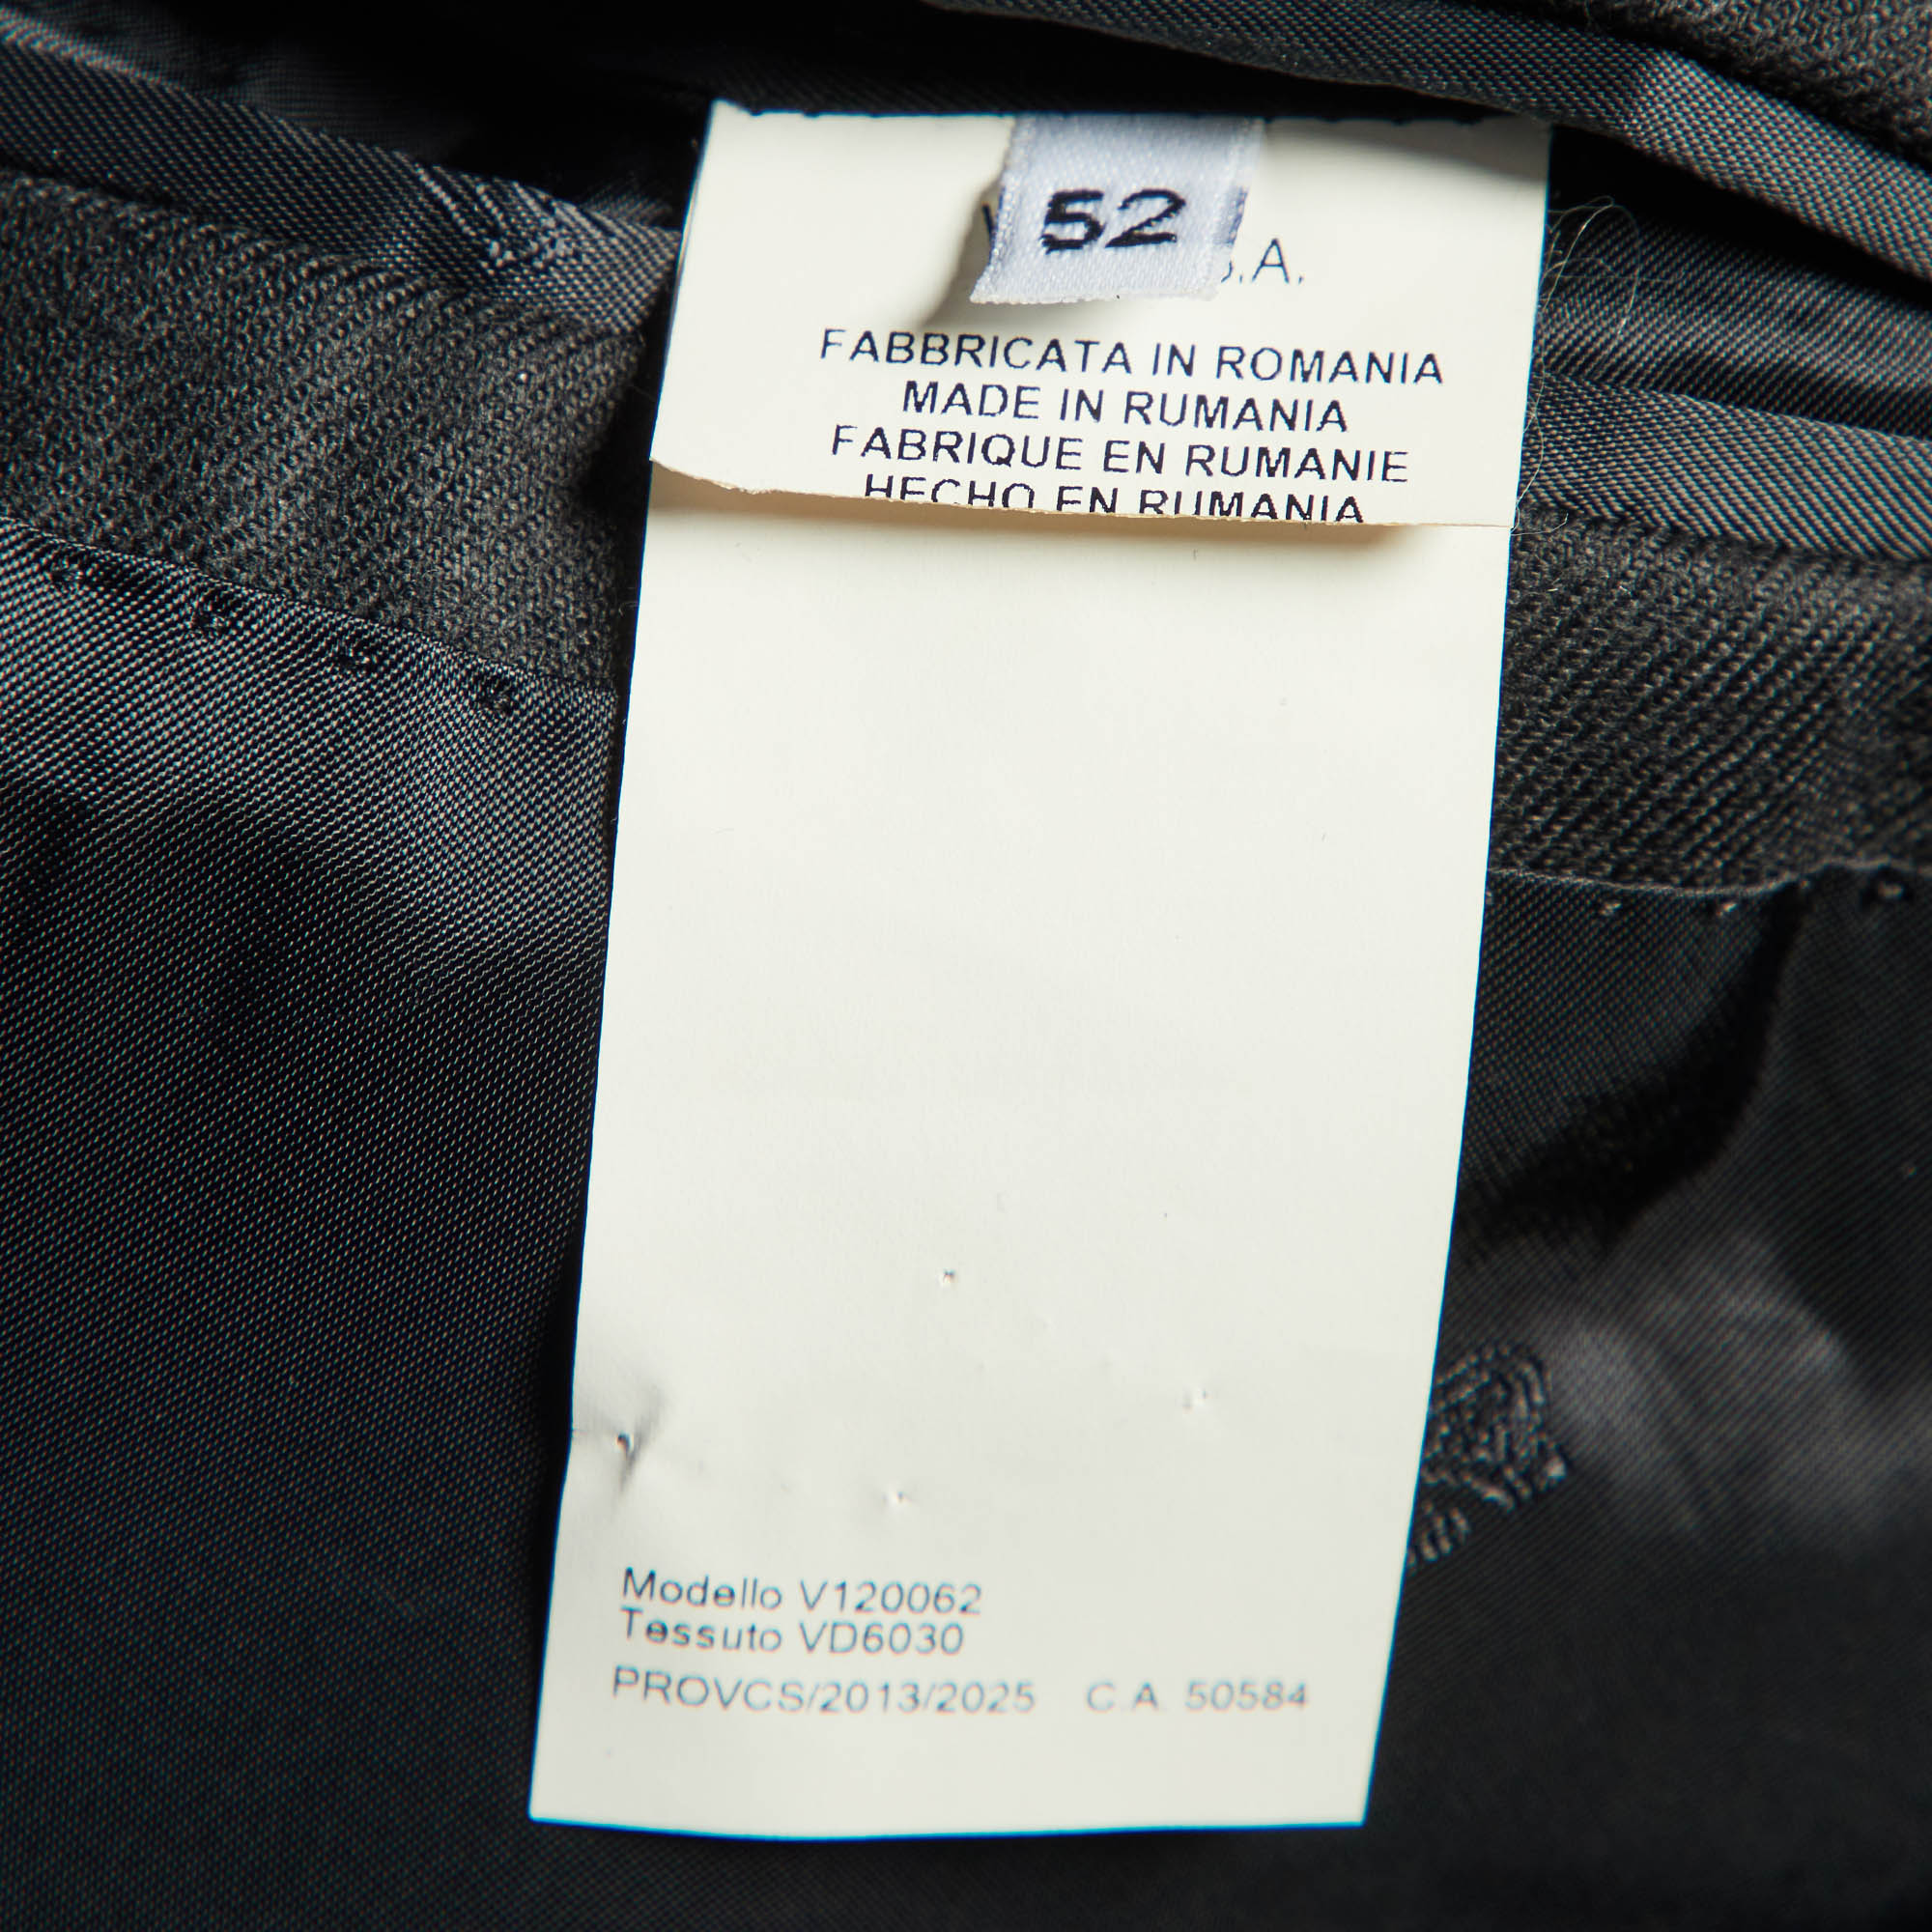 52
.A.
FABBRICATA IN ROMANIA
MADE IN RUMANIA
FABRIQUE EN RUMANIE
HECHO EN RUMANIA
Modello V120062
Tessuto VD6030
PROVCS/2013/2025 C.A. 50584